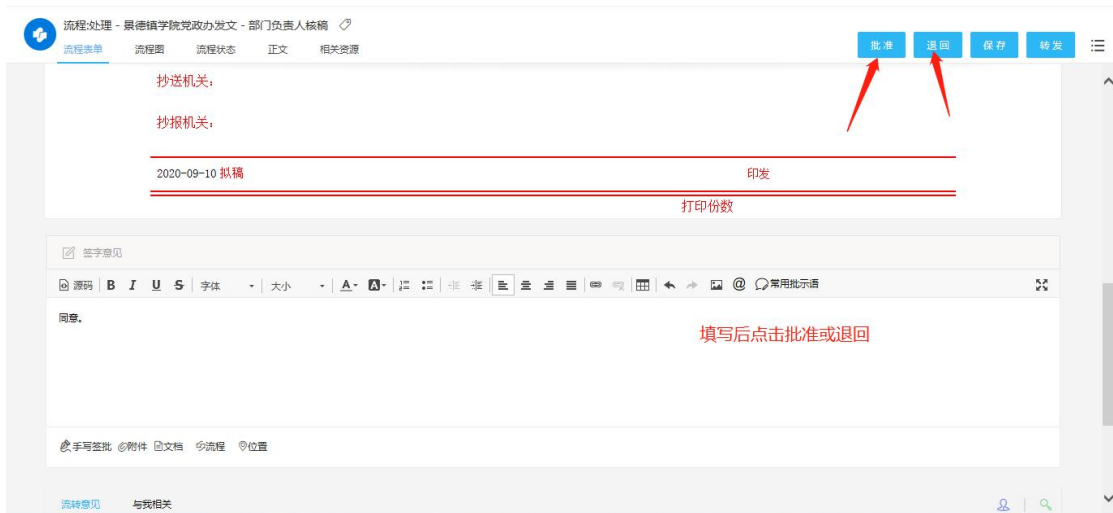 流程:处理 - 景德镇学院党政办发文 - 部门负责人核稿
流程表单 流程图 流程状态 正文 相关资源
批准 退回 保存 转发
抄送机关：
抄报机关：
2020-09-10 拟稿 印发
打印份数
签字意见
源码 B I U S 字体 大小 A A @ 常用批示语
同意。
填写后点击批准或退回
手写签批 附件 文档 流程 位置
流转意见 与我相关